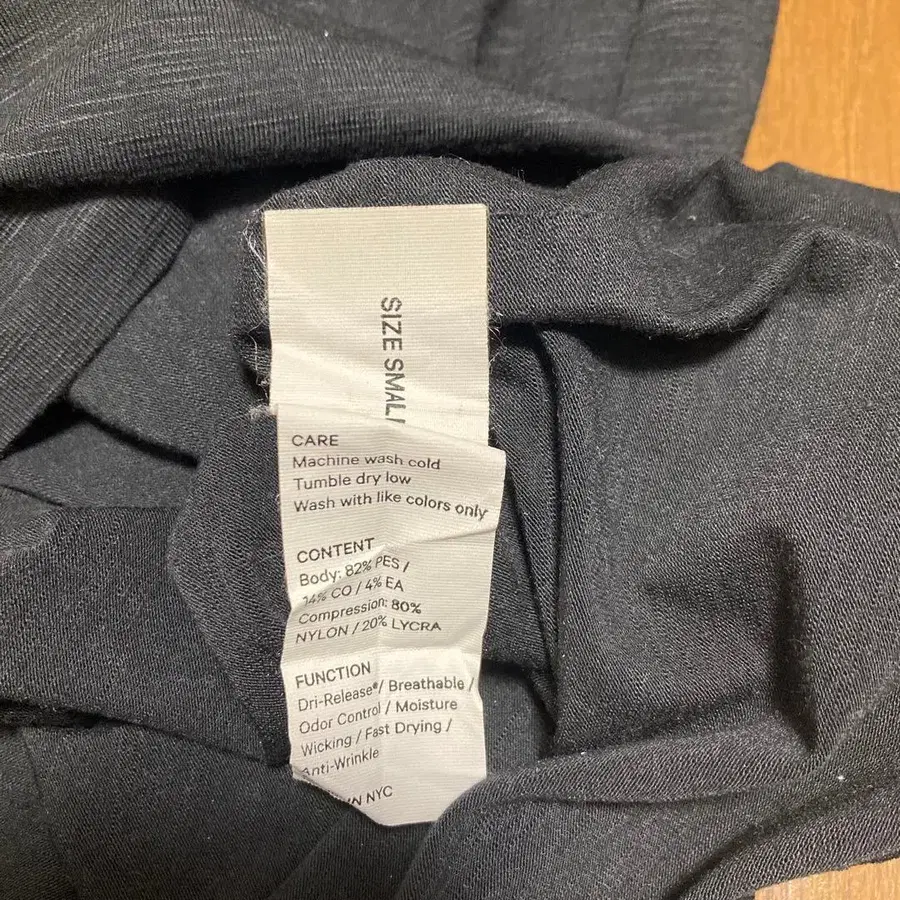 SIZE SMALL
CARE
Machine wash cold
Tumble dry low
Wash with like colors only
CONTENT
Body: 82% PES /
14% CO / 4% EA
Compression: 80%
NYLON / 20% LYCRA
FUNCTION
Dri-Release® / Breathable /
Odor Control / Moisture
Wicking / Fast Drying /
Anti-Wrinkle
NYC